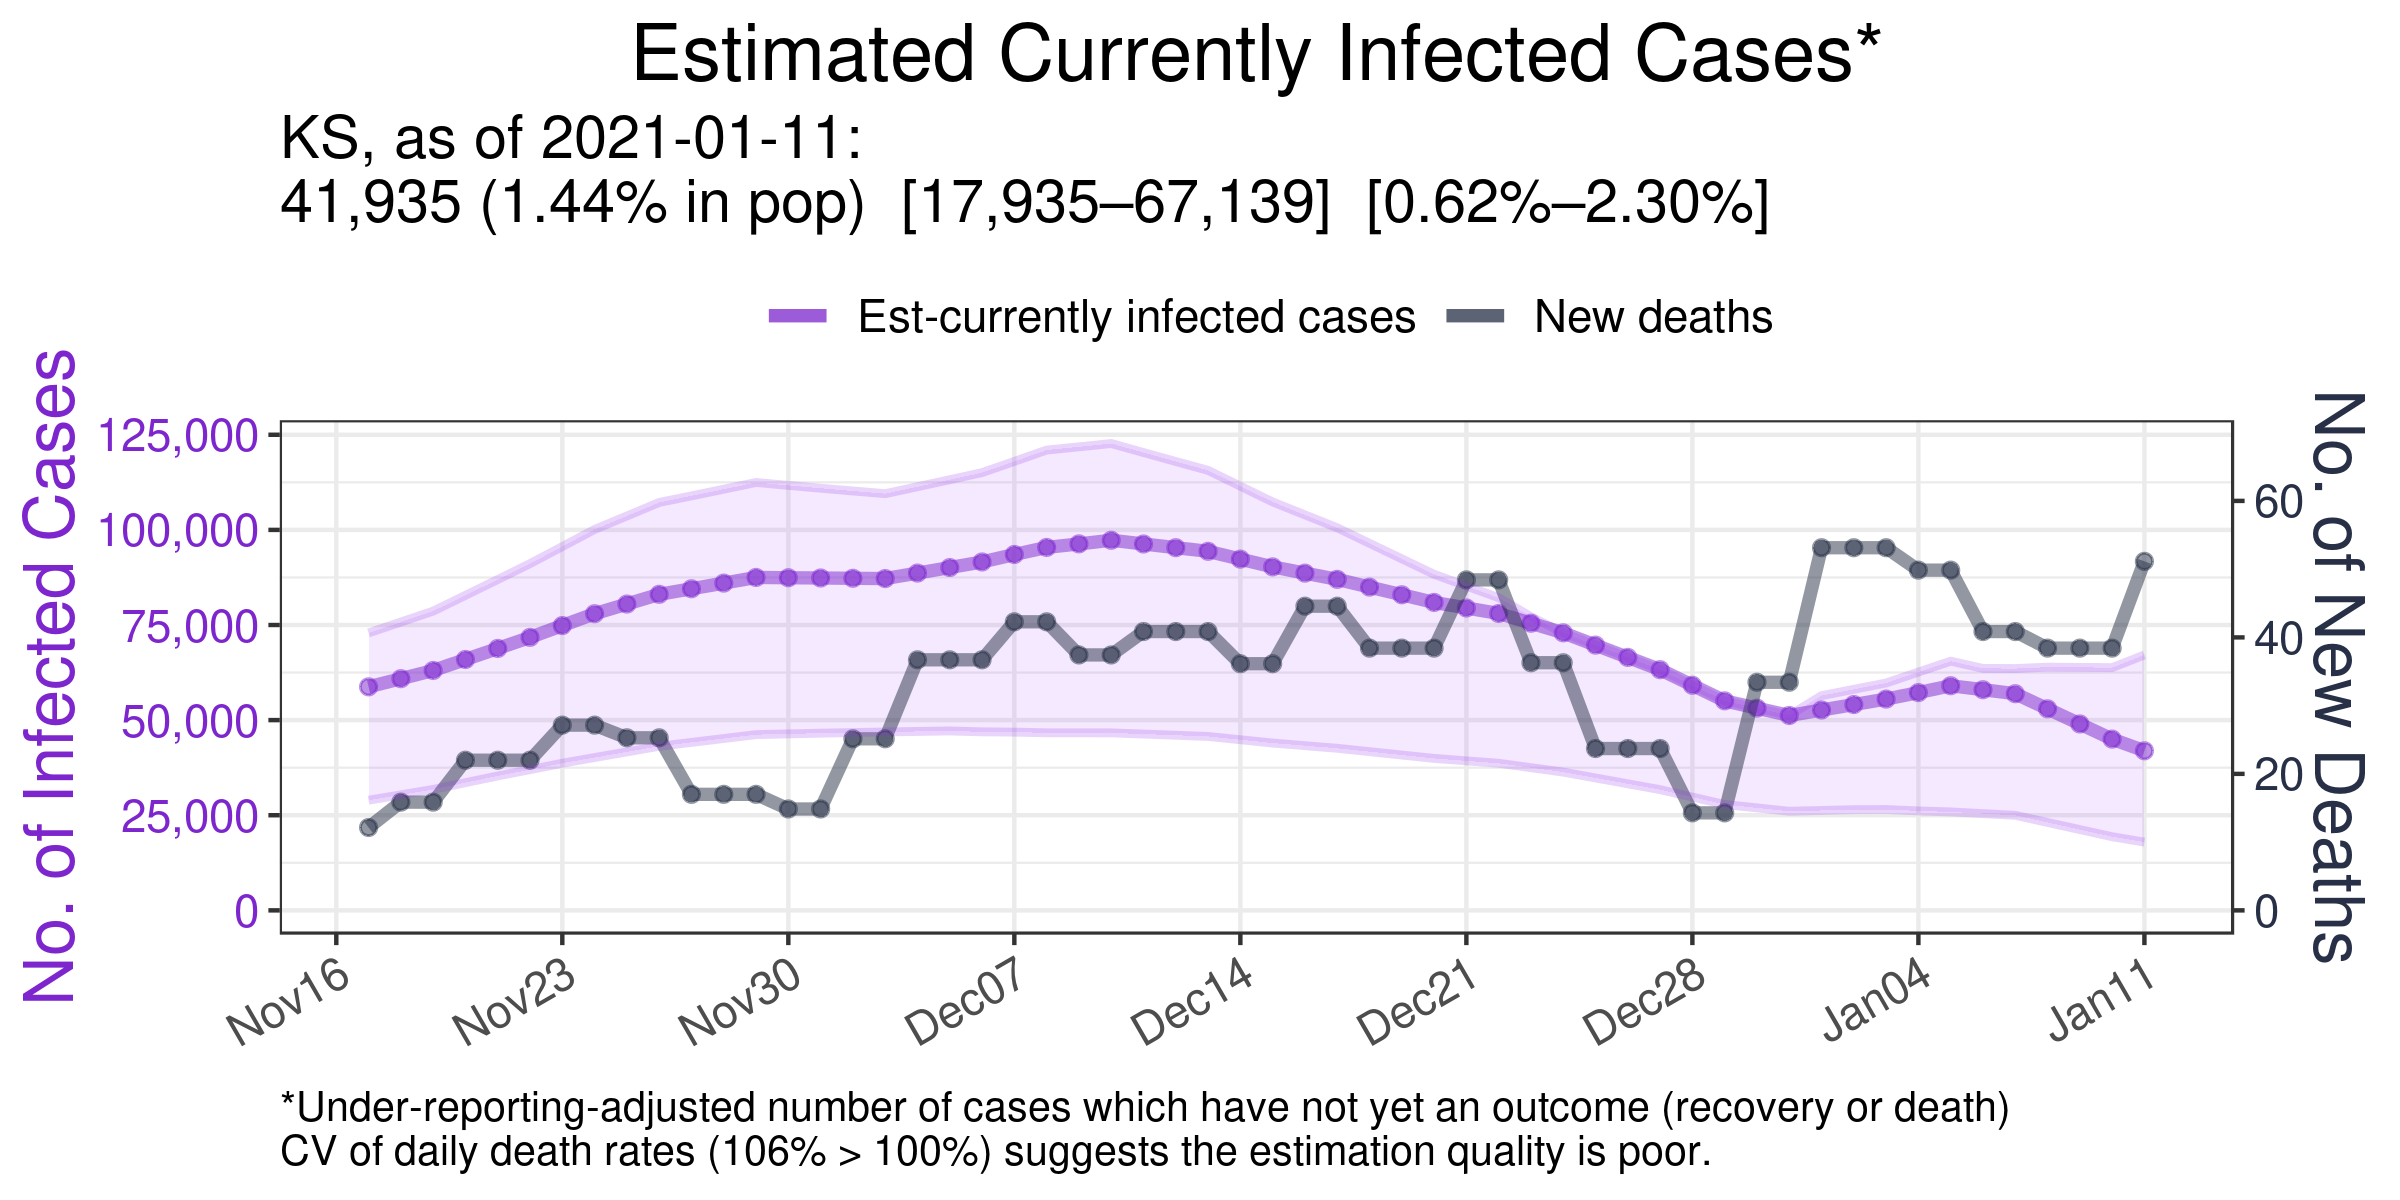 Estimated Currently Infected Cases*
KS, as of 2021-01-11:
41,935 (1.44% in pop)  [17,935–67,139]  [0.62%–2.30%]
Est-currently infected cases
New deaths
No. of Infected Cases
125,000
100,000
75,000
50,000
25,000
0
No. of New Deaths
60
40
20
0
Nov16
Nov23
Nov30
Dec07
Dec14
Dec21
Dec28
Jan04
Jan11
*Under-reporting-adjusted number of cases which have not yet an outcome (recovery or death)
CV of daily death rates (106% > 100%) suggests the estimation quality is poor.